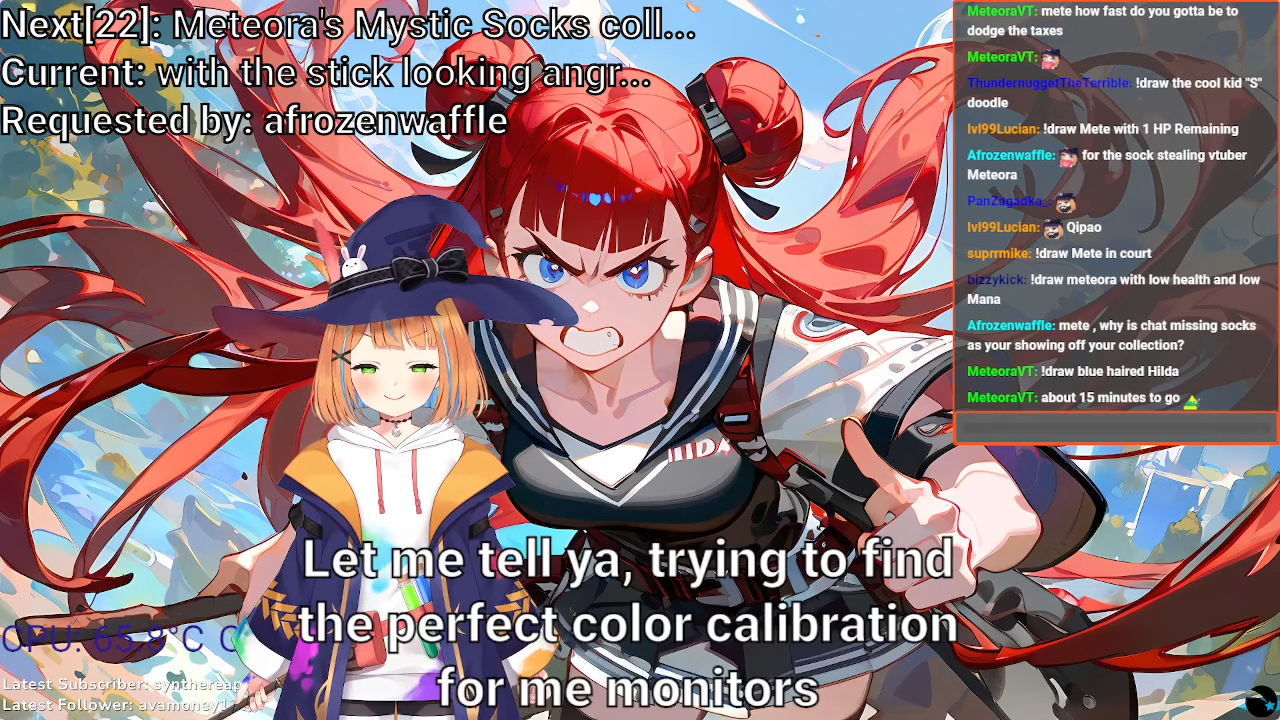 Next[22]: Meteora's Mystic Socks coll...
Current: with the stick looking angr...
Requested by: afrozenwaffle
MeteoraVT: mete how fast do you gotta be to
dodge the taxes
MeteoraVT:
ThundernuggetTheTerrible: !draw the cool kid "S"
doodle
lvl99Lucian: !draw Mete with 1 HP Remaining
Afrozenwaffle: for the sock stealing vtuber
Meteora
PanZagadka_:
lvl99Lucian: Qipao
suprrmike: !draw Mete in court
bizzykick: !draw meteora with low health and low
Mana
Afrozenwaffle: mete , why is chat missing socks
as your showing off your collection?
MeteoraVT: !draw blue haired Hilda
MeteoraVT: about 15 minutes to go
Let me tell ya, trying to find
the perfect color calibration
for me monitors
CPU: 65.8°C
Latest Subscriber: synthereap
Latest Follower: avamoney1